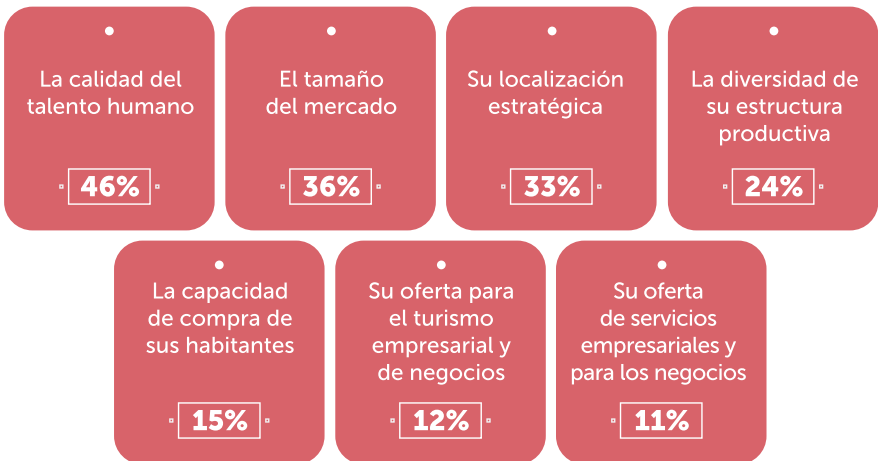 La calidad del
talento humano
46%
El tamaño
del mercado
36%
Su localización
estratégica
33%
La diversidad de
su estructura
productiva
24%
La capacidad
de compra de
sus habitantes
15%
Su oferta para
el turismo
empresarial y
de negocios
12%
Su oferta
de servicios
empresariales y
para los negocios
11%